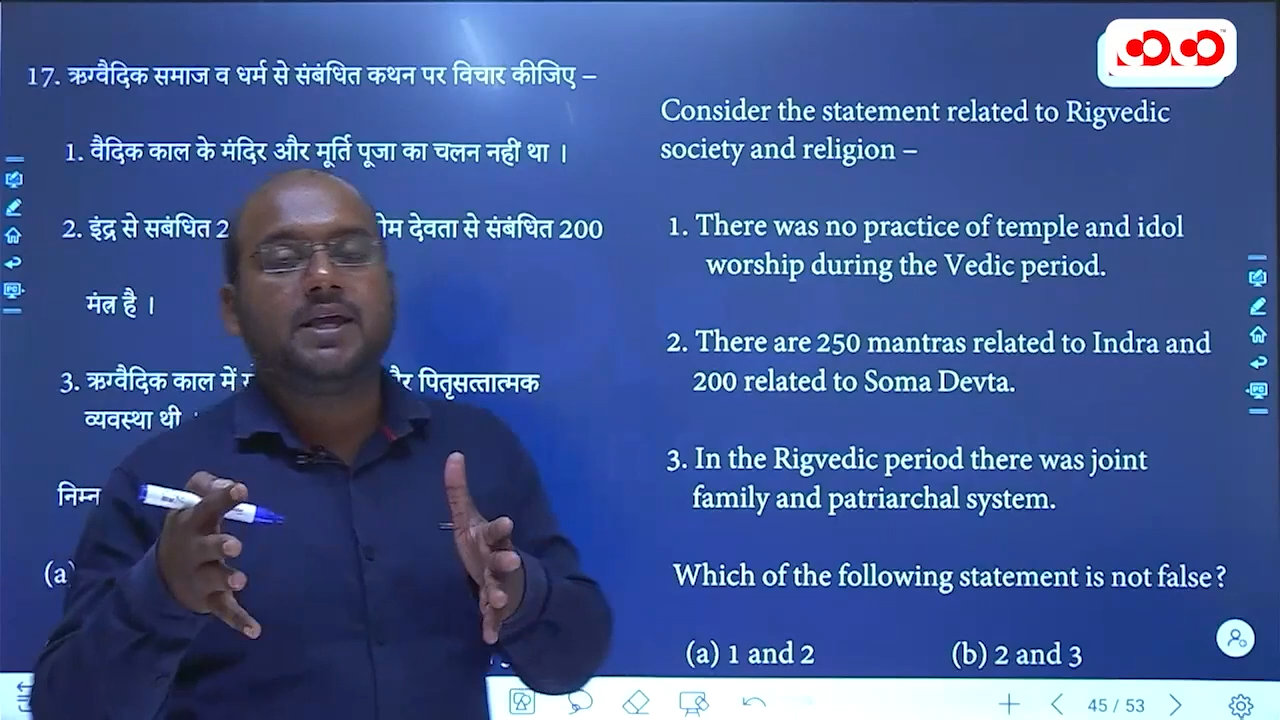 17. ऋग्वैदिक समाज व धर्म से संबंधित कथन पर विचार कीजिए –
1. वैदिक काल के मंदिर और मूर्ति पूजा का चलन नहीं था ।
2. इंद्र से सबंधित 2 देवता से संबंधित 200
मंत्र है ।
3. ऋग्वैदिक काल में पितृसत्तात्मक
व्यवस्था थी
निम्न
(a)
Consider the statement related to Rigvedic
society and religion –
1. There was no practice of temple and idol
worship during the Vedic period.
2. There are 250 mantras related to Indra and
200 related to Soma Devta.
3. In the Rigvedic period there was joint
family and patriarchal system.
Which of the following statement is not false?
(a) 1 and 2 (b) 2 and 3
45 / 53